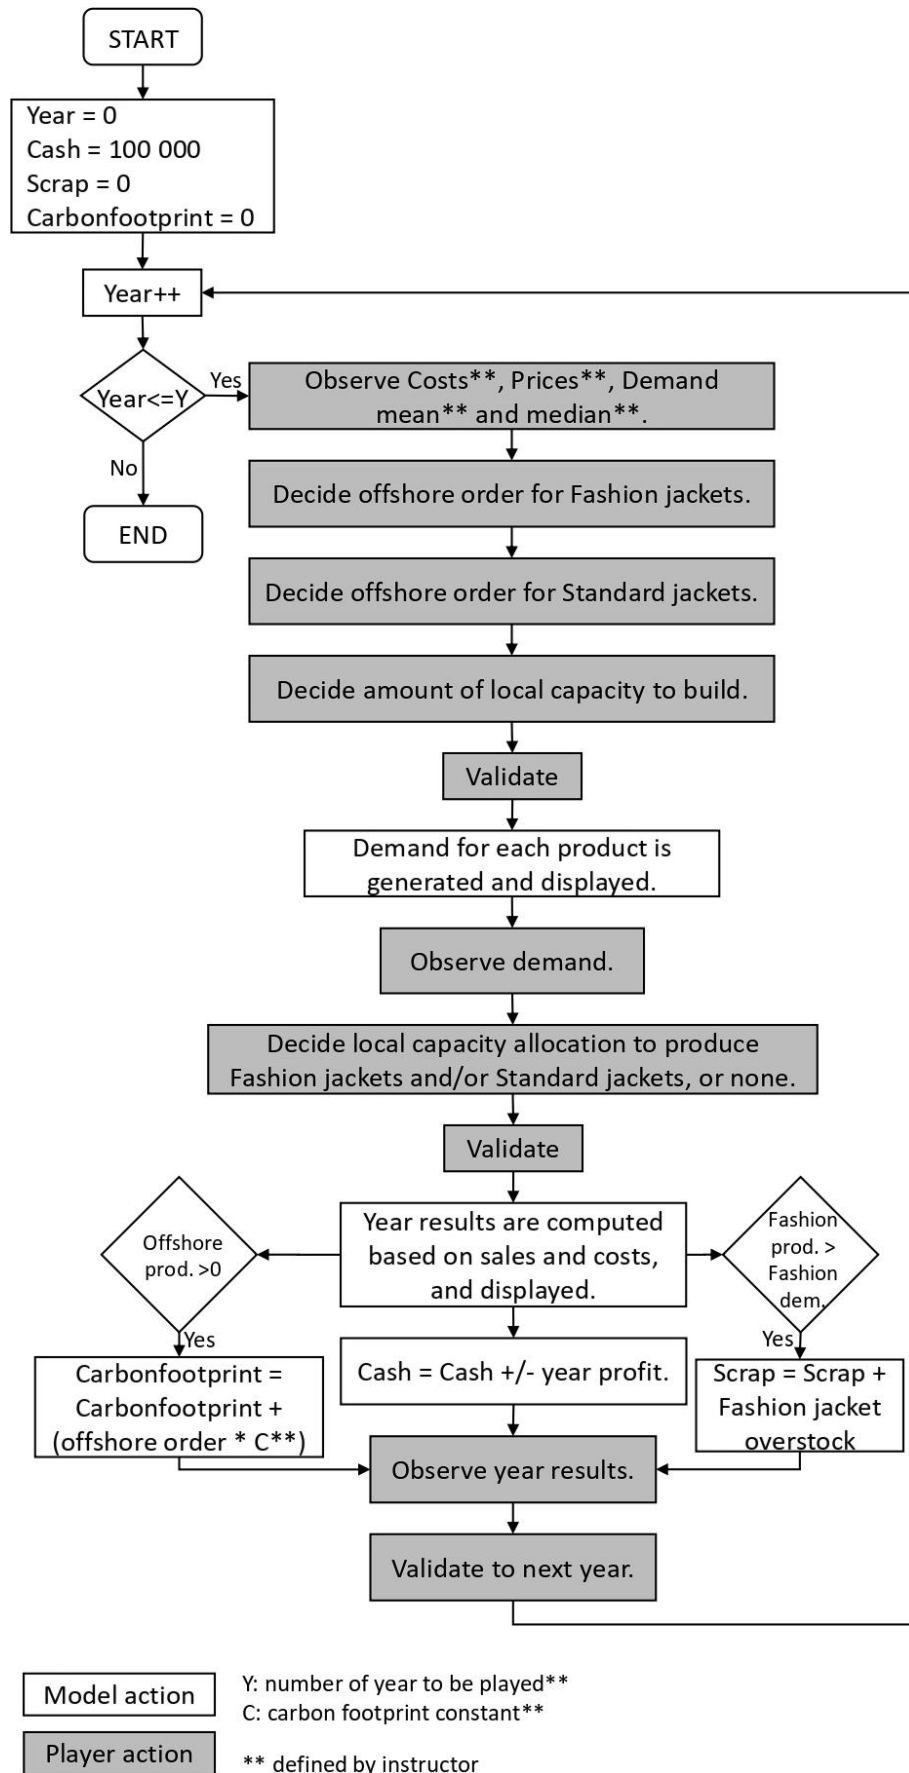 START
Year = 0
Cash = 100 000
Scrap = 0
Carbonfootprint = 0
Year++
Year<=Y
Yes
Observe Costs**, Prices**, Demand
mean** and median**.
No
Decide offshore order for Fashion jackets.
END
Decide offshore order for Standard jackets.
Decide amount of local capacity to build.
Validate
Demand for each product is
generated and displayed.
Observe demand.
Decide local capacity allocation to produce
Fashion jackets and/or Standard jackets, or none.
Validate
Offshore
prod. >0
Year results are computed
based on sales and costs,
and displayed.
Fashion
prod. >
Fashion
dem.
Yes
Yes
Carbonfootprint =
Carbonfootprint +
(offshore order * C**)
Cash = Cash +/- year profit.
Scrap = Scrap +
Fashion jacket
overstock
Observe year results.
Validate to next year.
Model action
Y: number of year to be played**
C: carbon footprint constant**
Player action
** defined by instructor